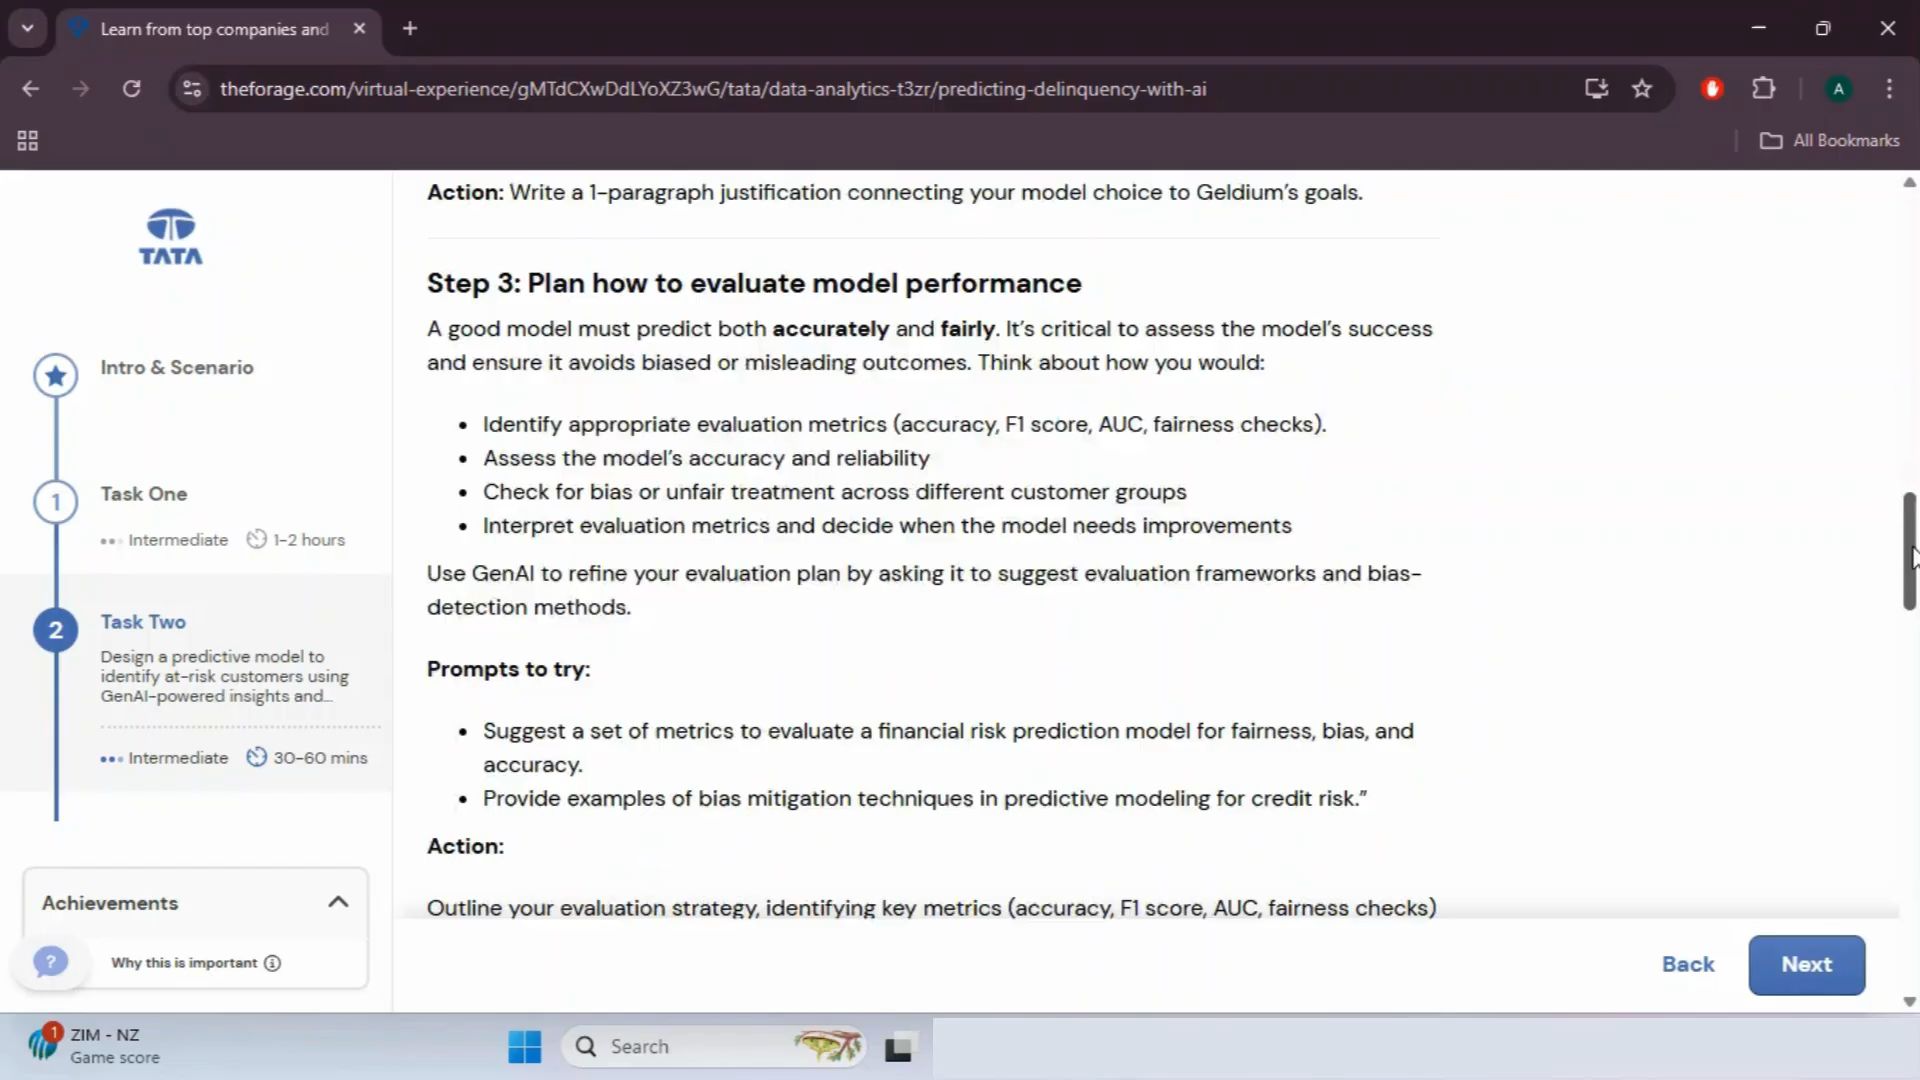 Learn from top companies and
theforage.com/virtual-experience/gMTdCXwDdLYoXZ3wG/tata/data-analytics-t3zr/predicting-delinquency-with-ai
A
All Bookmarks
TATA
Intro & Scenario
1
Task One
Intermediate 1-2 hours
2
Task Two
Design a predictive model to
identify at-risk customers using
GenAI-powered insights and...
Intermediate 30-60 mins
Achievements
?
Why this is important
Action: Write a 1-paragraph justification connecting your model choice to Geldium's goals.
Step 3: Plan how to evaluate model performance
A good model must predict both accurately and fairly. It's critical to assess the model's success
and ensure it avoids biased or misleading outcomes. Think about how you would:
• Identify appropriate evaluation metrics (accuracy, F1 score, AUC, fairness checks).
• Assess the model's accuracy and reliability
• Check for bias or unfair treatment across different customer groups
• Interpret evaluation metrics and decide when the model needs improvements
Use GenAI to refine your evaluation plan by asking it to suggest evaluation frameworks and bias-
detection methods.
Prompts to try:
• Suggest a set of metrics to evaluate a financial risk prediction model for fairness, bias, and
accuracy.
• Provide examples of bias mitigation techniques in predictive modeling for credit risk.”
Action:
Outline your evaluation strategy, identifying key metrics (accuracy, F1 score, AUC, fairness checks)
Back
Next
1
ZIM - NZ
Game score
Search